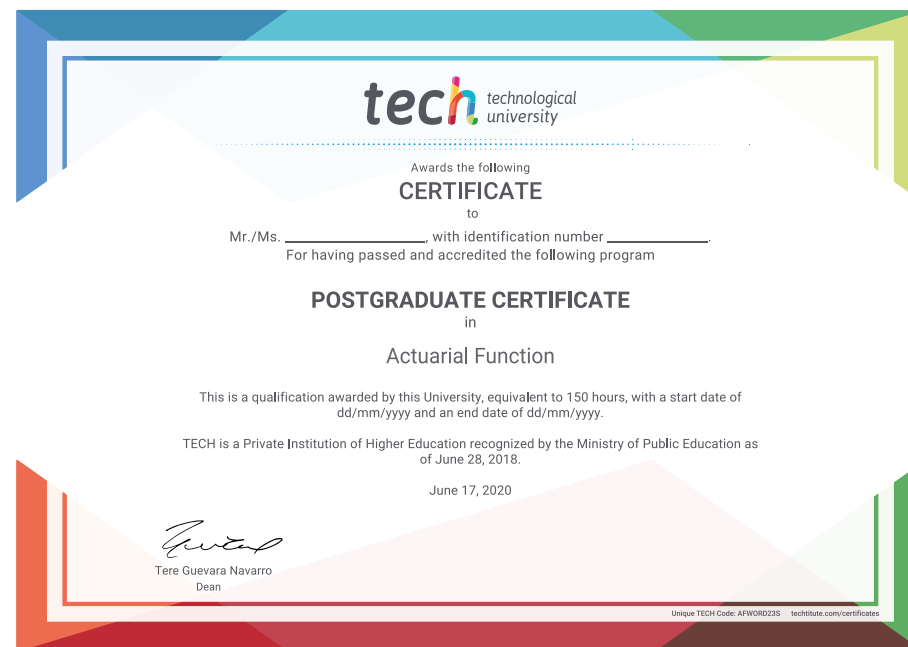 tech technological
university
Awards the following
CERTIFICATE
to
Mr./Ms. ____________________, with identification number ______________.
For having passed and accredited the following program
POSTGRADUATE CERTIFICATE
in
Actuarial Function
This is a qualification awarded by this University, equivalent to 150 hours, with a start date of
dd/mm/yyyy and an end date of dd/mm/yyyy.
TECH is a Private Institution of Higher Education recognized by the Ministry of Public Education as
of June 28, 2018.
June 17, 2020
Tere Guevara Navarro
Dean
Unique TECH Code: AFWORD23S techtitute.com/certificates